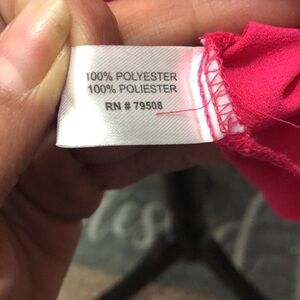 100% POLYESTER
100% POLIESTER
RN # 79508